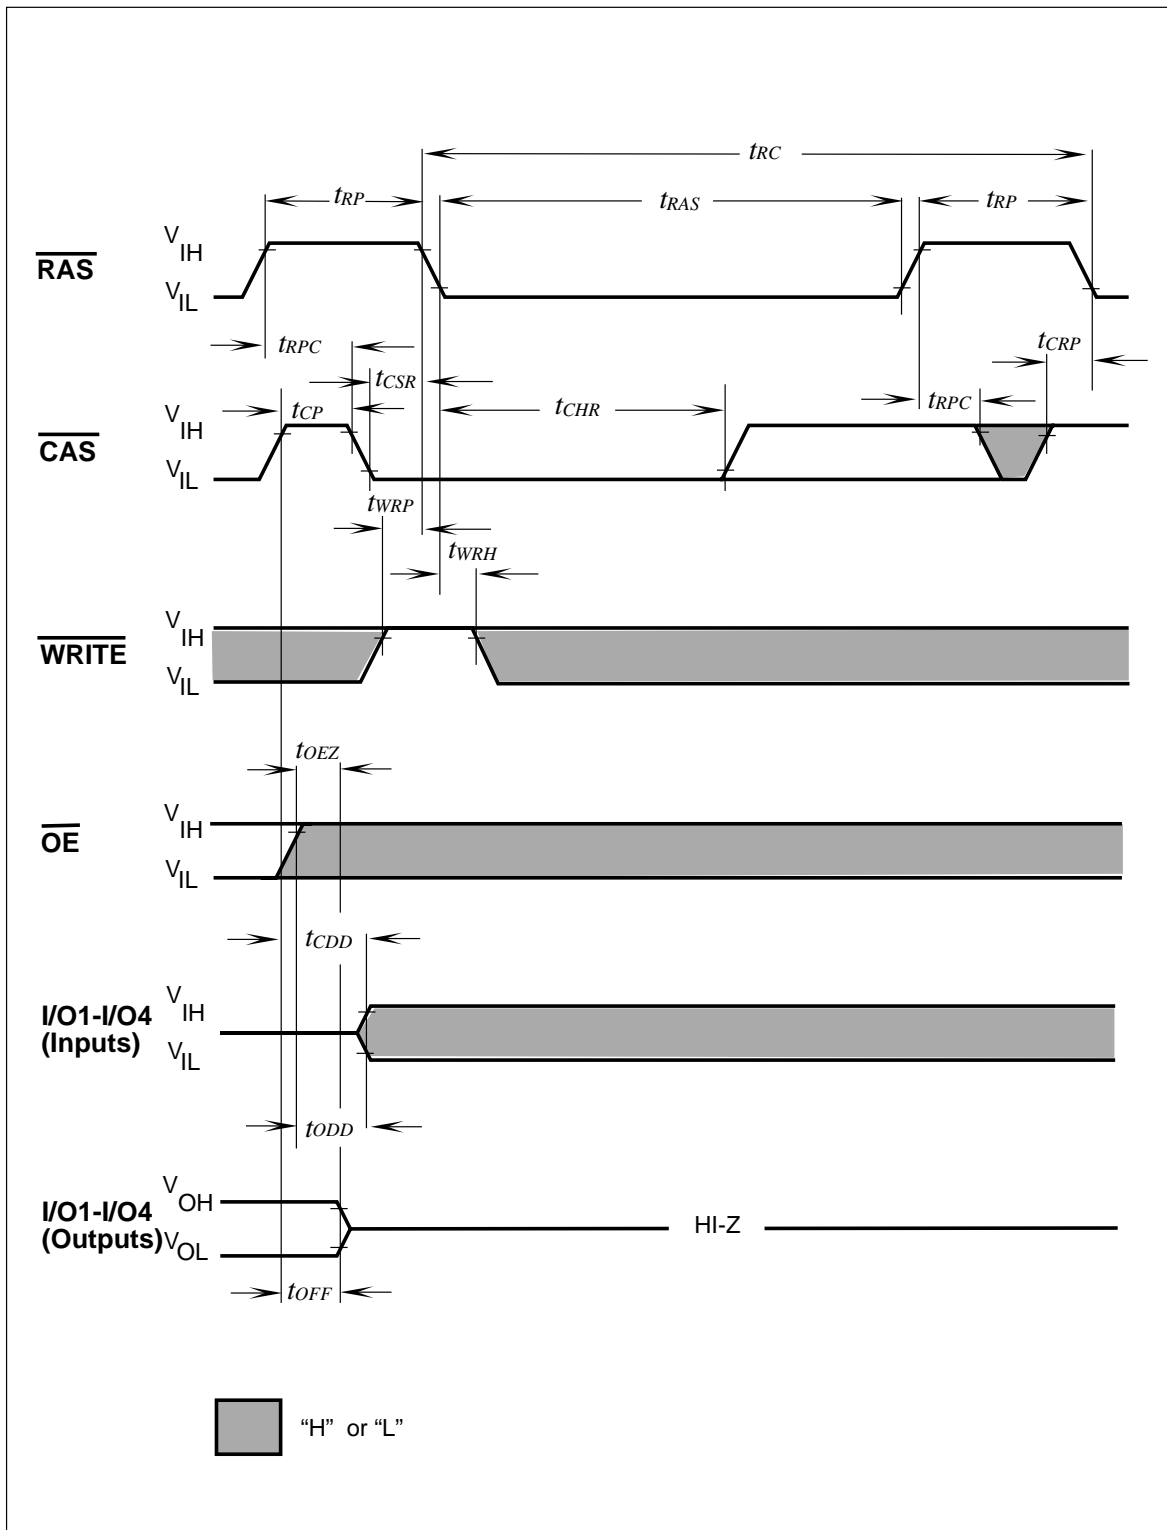 tRC
tRP
tRAS
tRP
RAS
VIH
VIL
tRPC
tCRP
tCSR
tCP
tCHR
tRPC
CAS
VIH
VIL
tWRP
tWRH
WRITE
VIH
VIL
tOEZ
OE
VIH
VIL
tCDD
I/O1-I/O4
(Inputs)
VIH
VIL
tODD
I/O1-I/O4
(Outputs)
VOH
VOL
HI-Z
tOFF
“H” or “L”